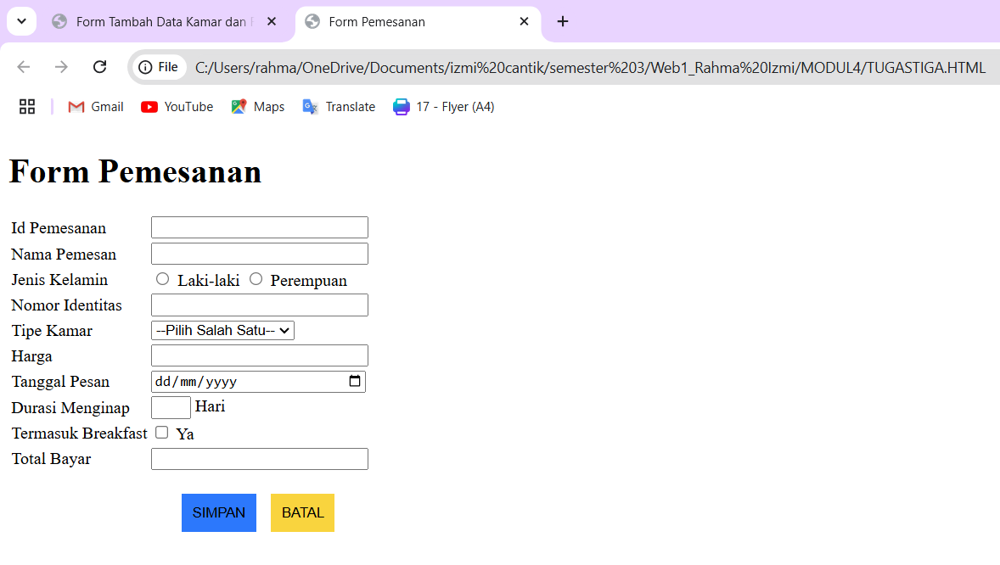 Form Tambah Data Kamar dan
Form Pemesanan
File
C:/Users/rahma/OneDrive/Documents/izmi%20cantik/semester%203/Web1_Rahma%20Izmi/MODUL4/TUGASTIGA.HTML
Gmail YouTube Maps Translate 17 - Flyer (A4)
Form Pemesanan
Id Pemesanan
Nama Pemesan
Jenis Kelamin Laki-laki Perempuan
Nomor Identitas
Tipe Kamar --Pilih Salah Satu--
Harga
Tanggal Pesan dd/mm/yyyy
Durasi Menginap Hari
Termasuk Breakfast Ya
Total Bayar
SIMPAN BATAL